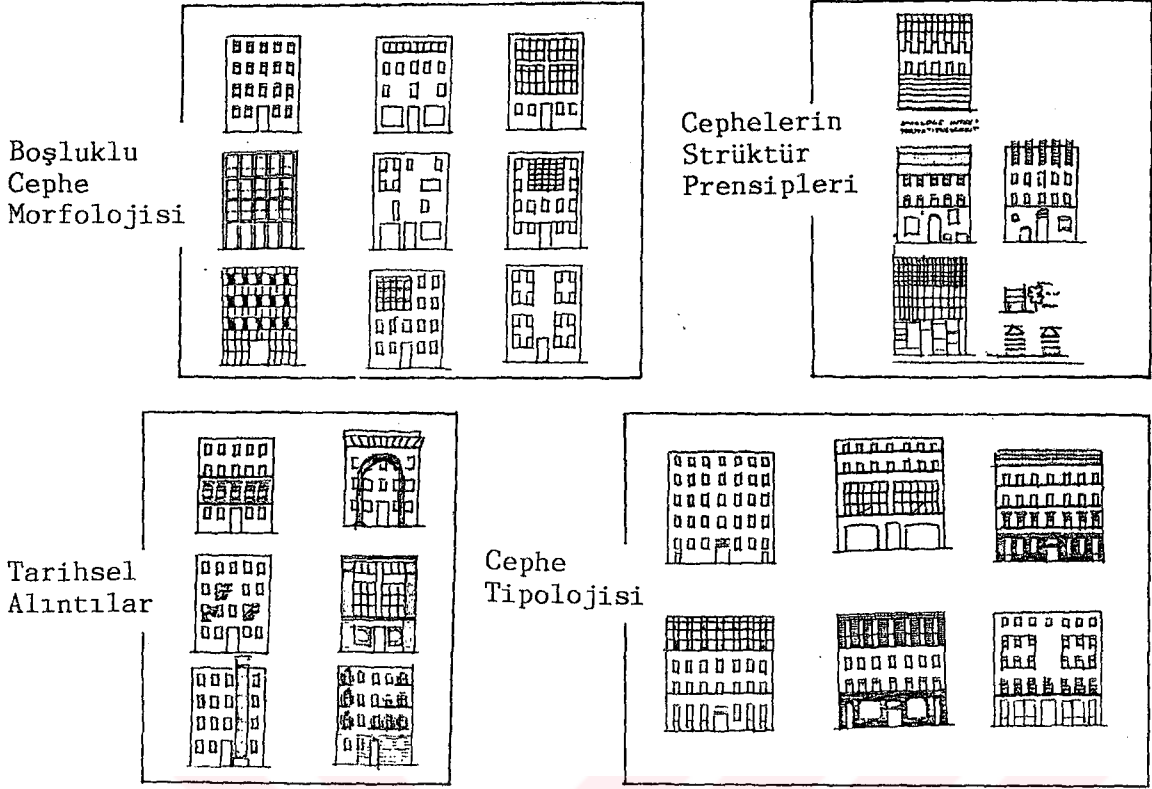 Boşluklu
Cephe
Morfolojisi
Cephelerin
Strüktür
Prensipleri
Tarihsel
Alıntılar
Cephe
Tipolojisi